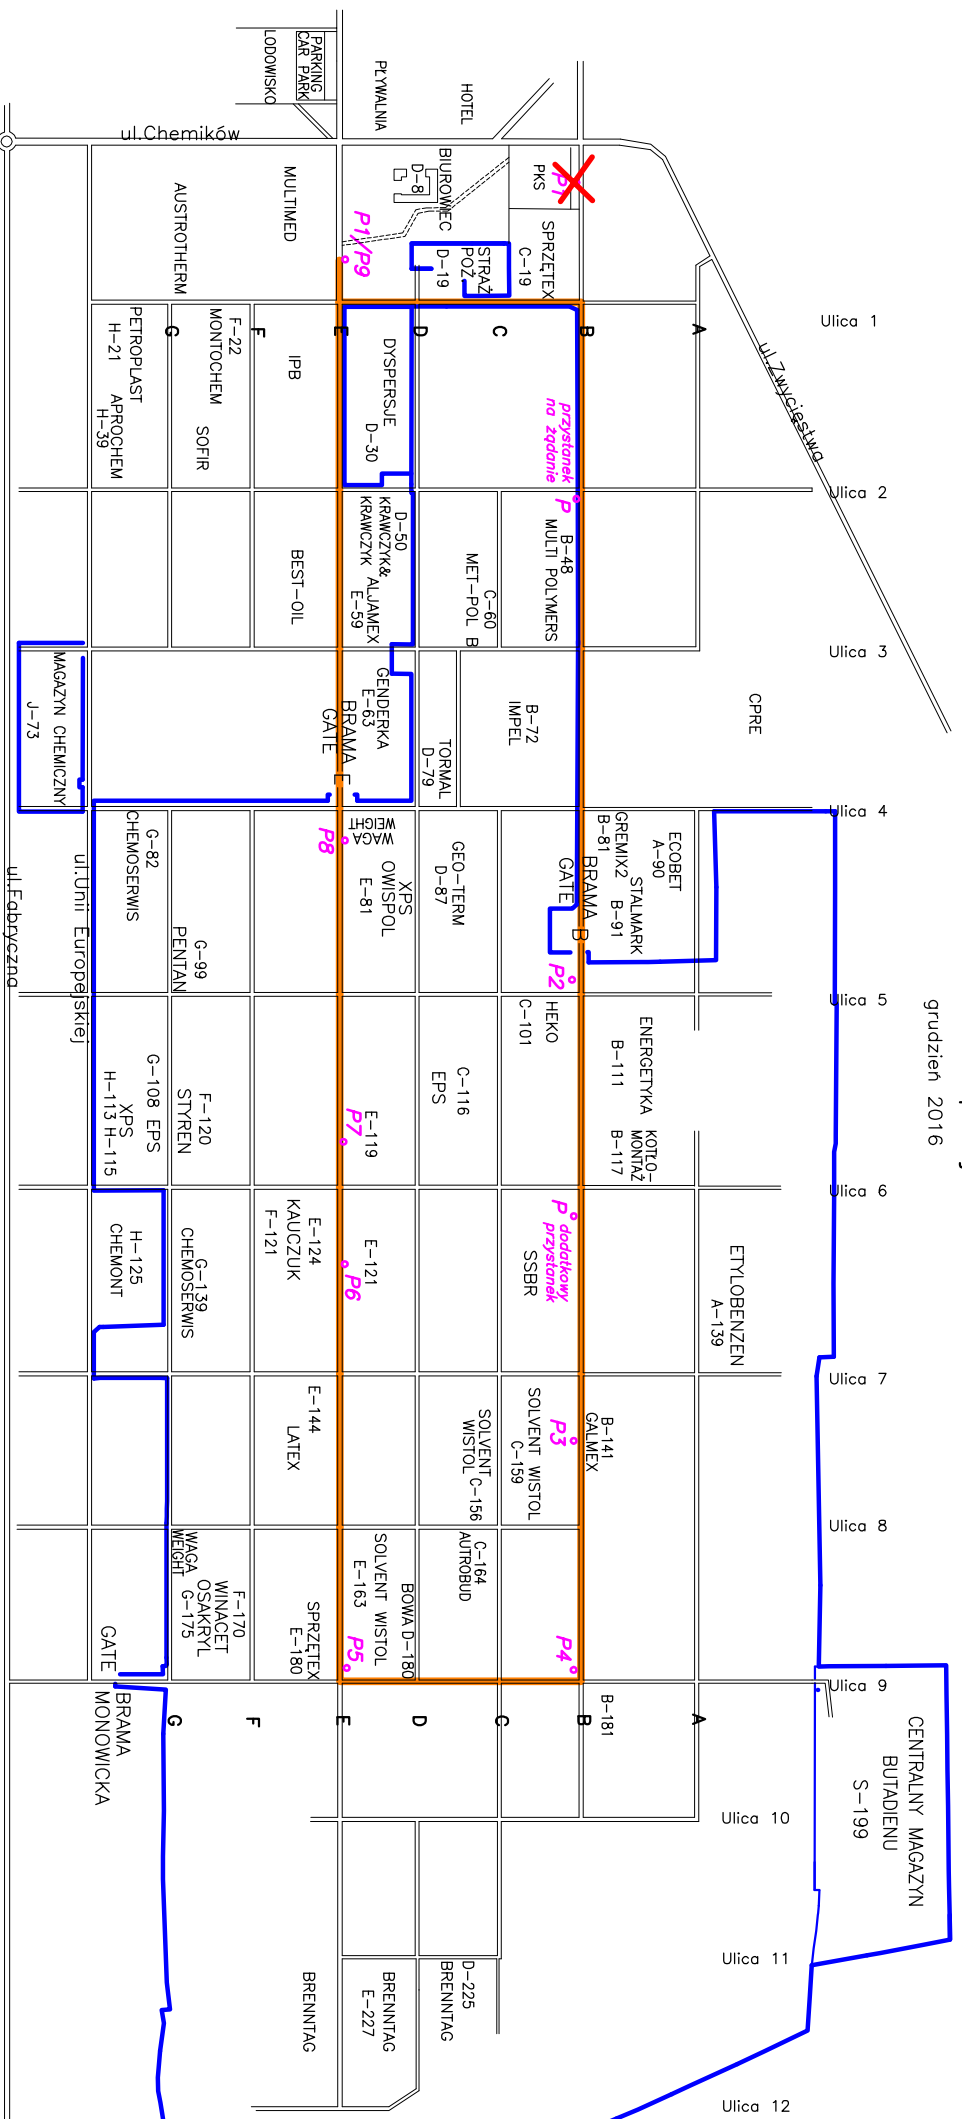 PARKING
CAR PARK
LODOWISKO
PŁYWALNIA
HOTEL
ul.Chemików
MULTIMED
AUSTROTHERM
BIUROWIEC
D-8
PKS
P1
P1/P9
STRAŻ
POŻ
D-19
SPRZĘTEX
C-19
Ulica 1
ul.Zwycięstwa
A
B
C
D
E
F
G
PETROPLAST
H-21
APROCHEM
H-39
F-22
MONTOCHEM
SOFIR
IPB
DYSPERSJE
D-30
przystanek
na żądanie
P
Ulica 2
D-50
KRAWCZYK&
KRAWCZYK
ALJAMEX
E-59
BEST-OIL
C-60
MET-POL B
B-48
MULTI POLYMERS
Ulica 3
MAGAZYN CHEMICZNY
J-73
GENDERKA
E-63
BRAMA E
GATE
TORMAL
D-79
B-72
IMPEL
CPRE
Ulica 4
G-82
CHEMOSERWIS
P8
WAGA
WEIGHT
XPS
OWISPOL
E-81
GEO-TERM
D-87
BRAMA B
GATE
GREMIX2
B-81
STALMARK
B-91
ECOBET
A-90
P2
G-99
PENTAN
ul.Unii Europejskiej
ul.Fabryczna
Ulica 5
grudzień 2016
HEKO
C-101
ENERGETYKA
B-111
KOTŁO-
MONTAŻ
B-117
C-116
EPS
E-119
P7
F-120
STYREN
G-108 EPS
XPS
H-113 H-115
Ulica 6
H-125
CHEMONT
G-139
CHEMOSERWIS
E-124
KAUCZUK
F-121
E-121
P6
P
dodatkowy
przystanek
SSBR
ETYLOBENZEN
A-139
Ulica 7
E-144
LATEX
SOLVENT
WISTOL C-156
SOLVENT WISTOL
C-159
P3
B-141
GALMEX
Ulica 8
WAGA
WEIGHT
F-170
WINACET
OSAKRYL
G-175
SPRZĘTEX
E-180
SOLVENT WISTOL
E-163
P5
BOWA D-180
C-164
AUTROBUD
P4
GATE
BRAMA
MONOWICKA
Ulica 9
A
B
C
D
E
F
G
B-181
CENTRALNY MAGAZYN
BUTADIENU
S-199
Ulica 10
Ulica 11
BRENNTAG
BRENNTAG
E-227
D-225
BRENNTAG
Ulica 12